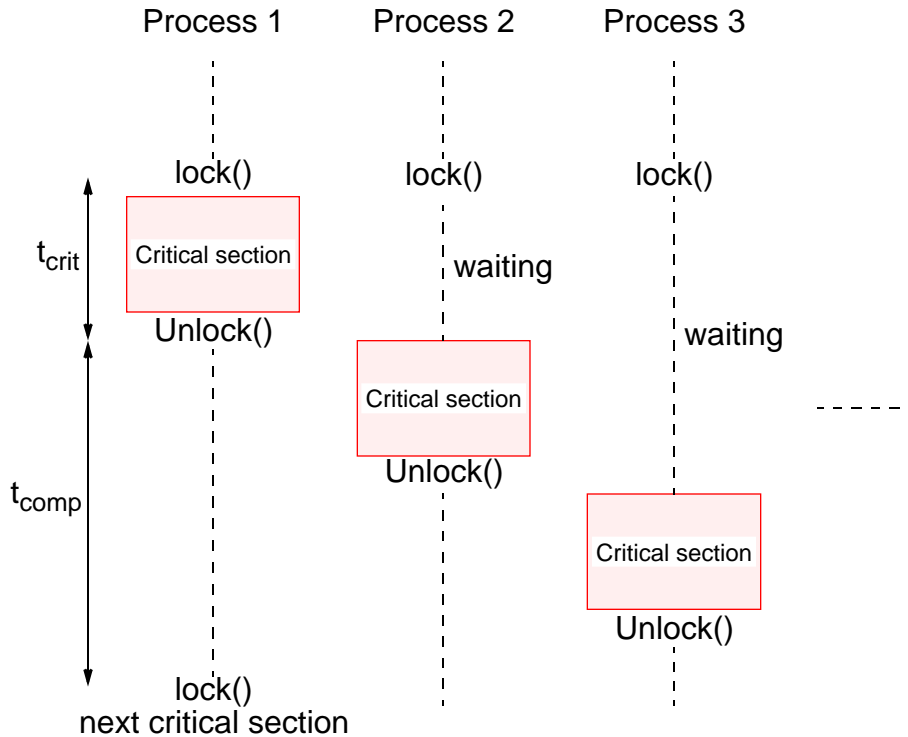 Process 1
Process 2
Process 3
lock()
lock()
lock()
t_crit
Critical section
waiting
Unlock()
waiting
Critical section
Unlock()
t_comp
Critical section
Unlock()
lock()
next critical section